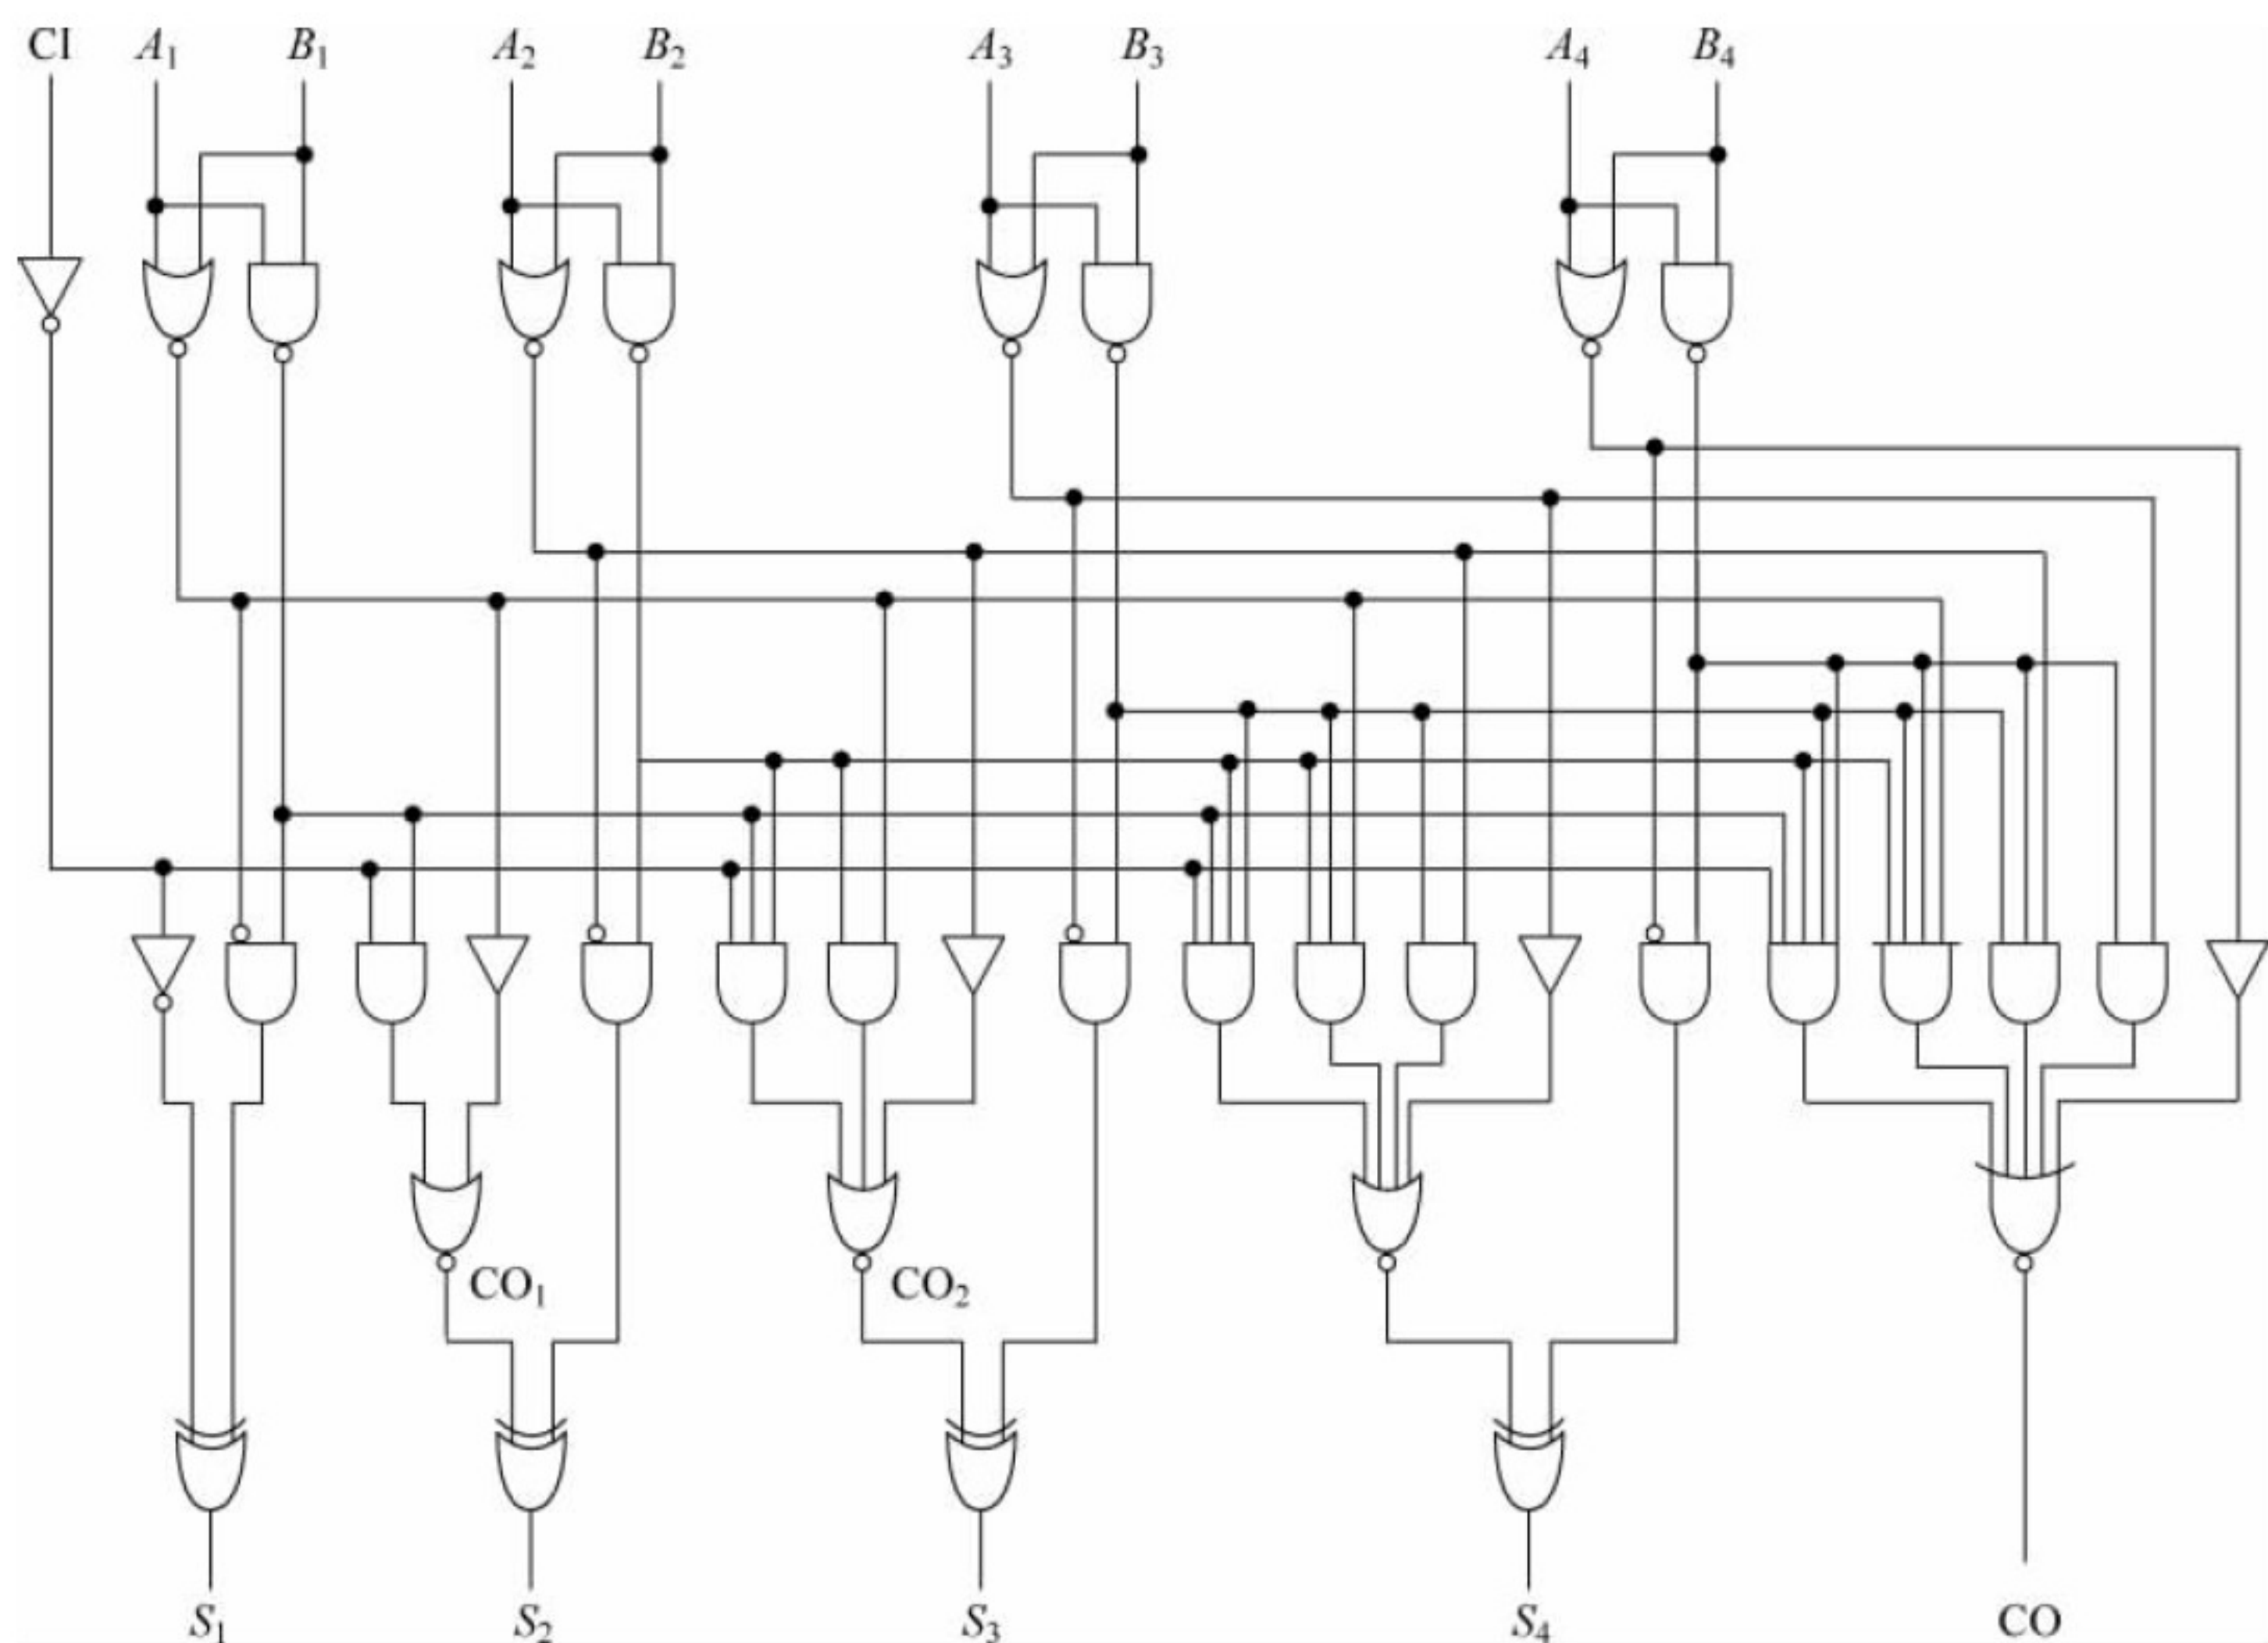 CI A₁ B₁ A₂ B₂ A₃ B₃ A₄ B₄
CO₁ CO₂
S₁ S₂ S₃ S₄ CO